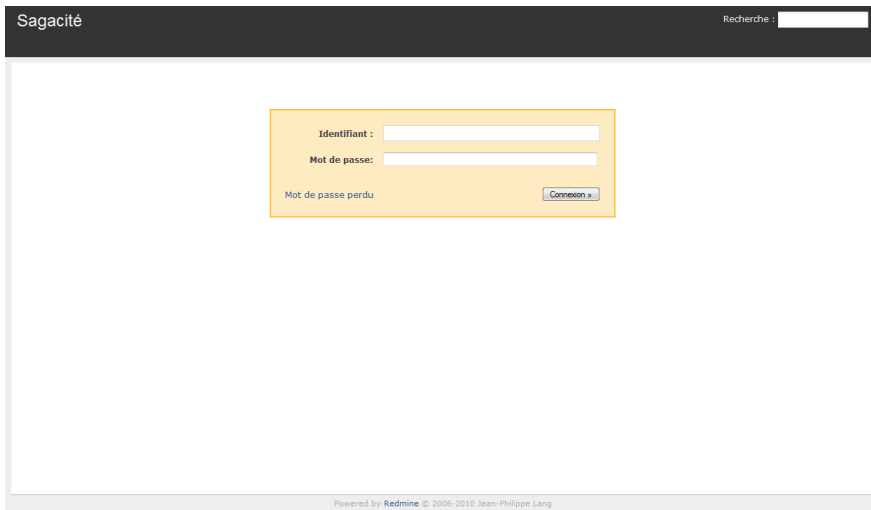 Sagacité
Recherche :
Identifiant :
Mot de passe:
Mot de passe perdu
Connexion »
Powered by Redmine © 2006-2010 Jean-Philippe Lang